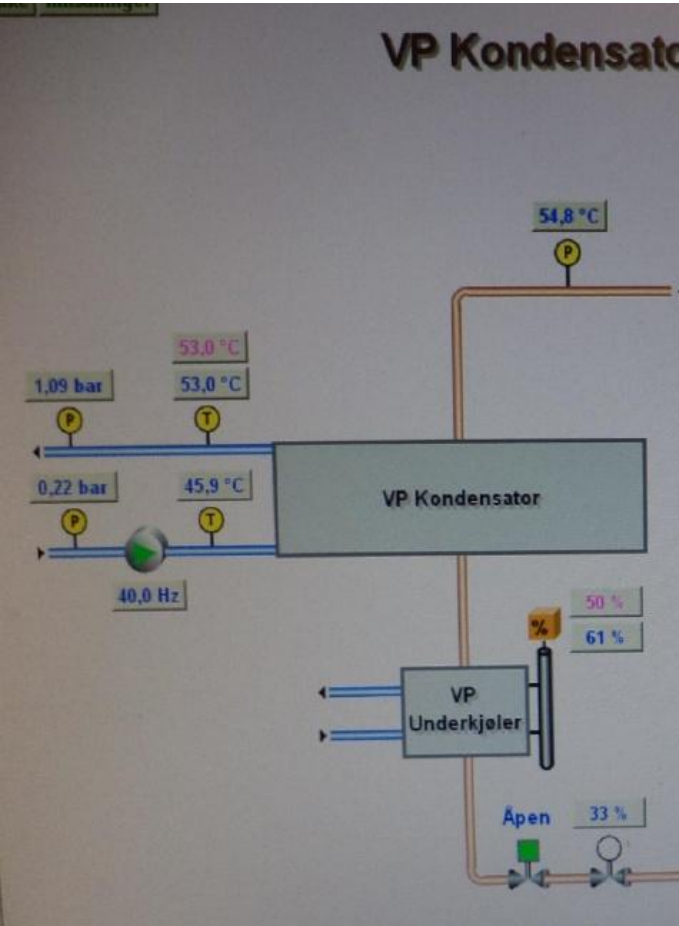 VP Kondensato
54,8 °C
P
53,0 °C
1,09 bar
53,0 °C
P
T
0,22 bar
45,9 °C
P
T
VP Kondensator
40,0 Hz
50 %
%
61 %
VP
Underkjøler
Åpen
33 %